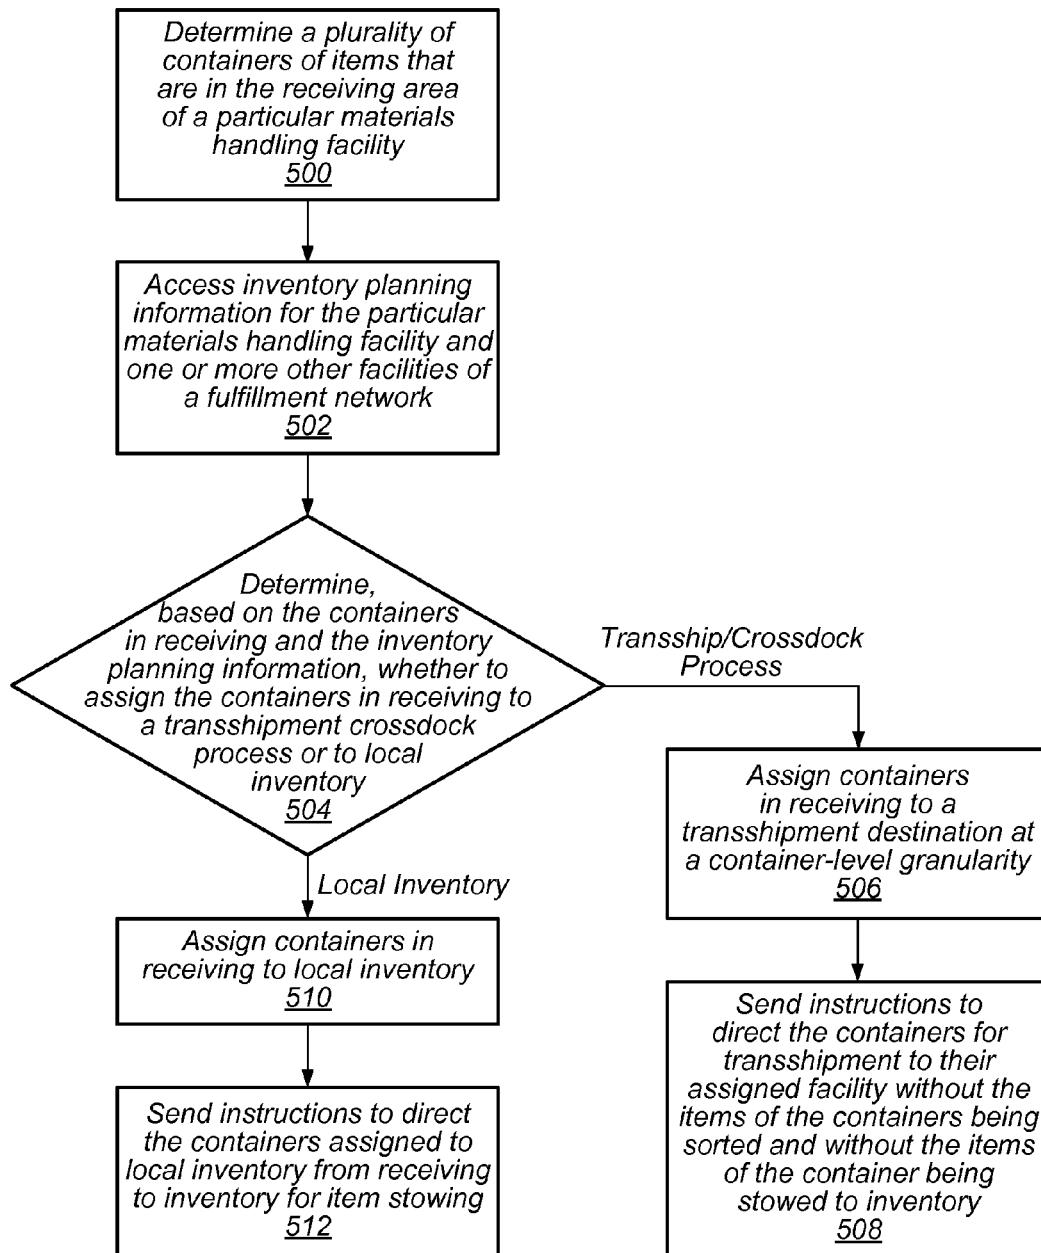 Determine a plurality of
containers of items that
are in the receiving area
of a particular materials
handling facility
500
Access inventory planning
information for the particular
materials handling facility and
one or more other facilities of
a fulfillment network
502
Determine,
based on the containers
in receiving and the inventory
planning information, whether to
assign the containers in receiving to
a transshipment crossdock
process or to local
inventory
504
Transship/Crossdock
Process
Assign containers
in receiving to a
transshipment destination at
a container-level granularity
506
Send instructions to
direct the containers for
transshipment to their
assigned facility without the
items of the containers being
sorted and without the items
of the container being
stowed to inventory
508
Local Inventory
Assign containers in
receiving to local inventory
510
Send instructions to direct
the containers assigned to
local inventory from receiving
to inventory for item stowing
512